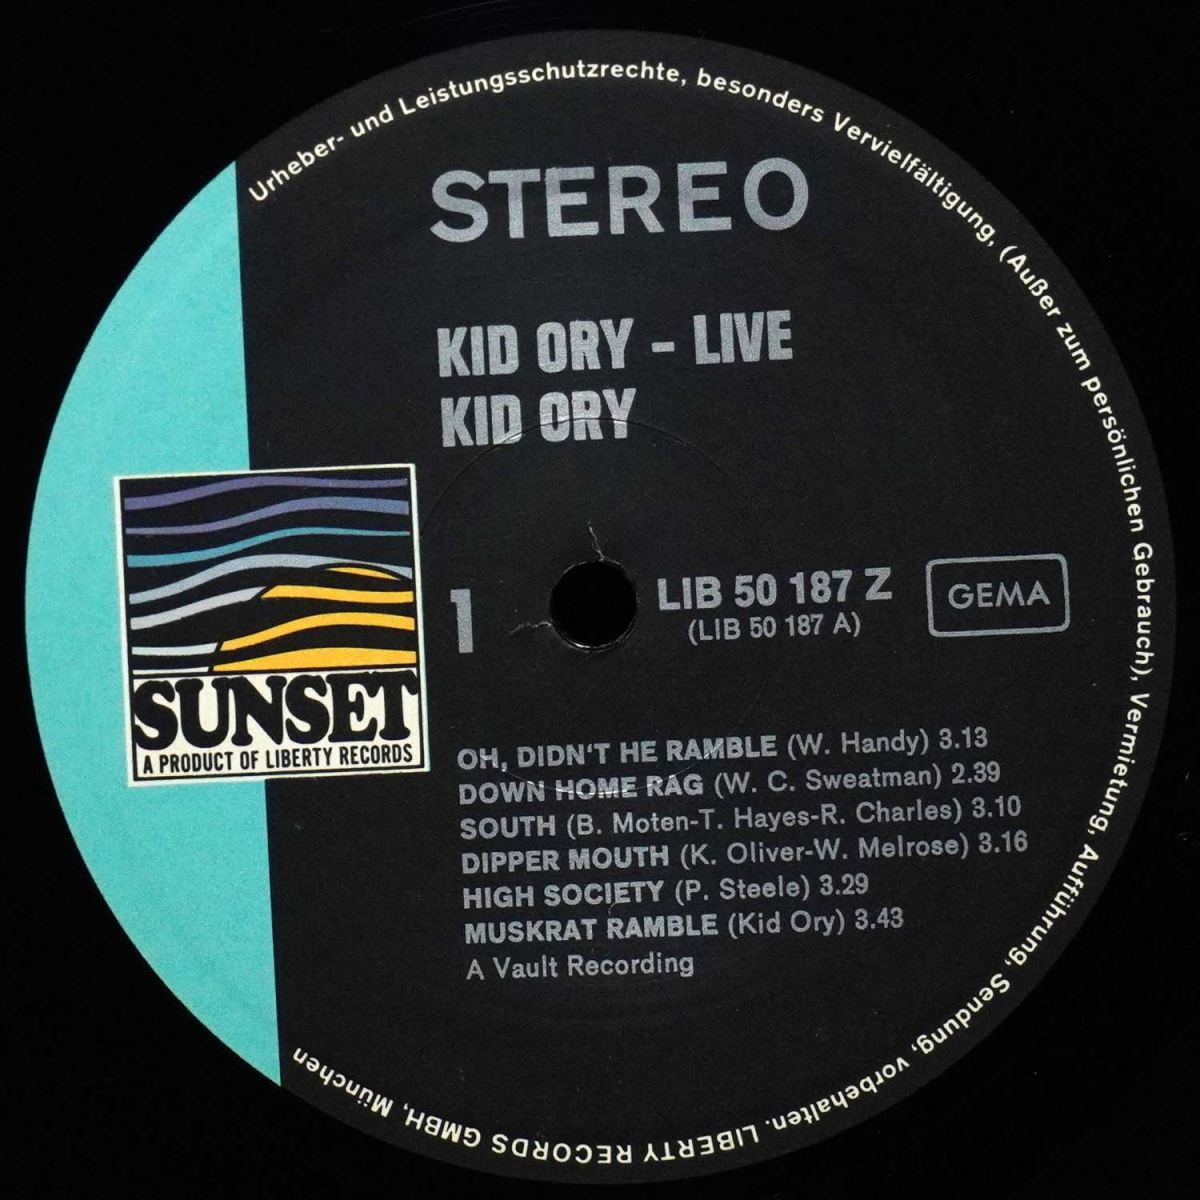 Urheber- und Leistungsschutzrechte, besonders Vervielfältigung, (Außer zum persönlichen Gebrauch), Vermietung, Aufführung, Sendung, vorbehalten. LIBERTY RECORDS GMBH, München
STEREO
KID ORY - LIVE
KID ORY
1
LIB 50 187 Z
(LIB 50 187 A)
GEMA
SUNSET
A PRODUCT OF LIBERTY RECORDS
OH, DIDN'T HE RAMBLE (W. Handy) 3.13
DOWN HOME RAG (W. C. Sweatman) 2.39
SOUTH (B. Moten-T. Hayes-R. Charles) 3.10
DIPPER MOUTH (K. Oliver-W. Melrose) 3.16
HIGH SOCIETY (P. Steele) 3.29
MUSKRAT RAMBLE (Kid Ory) 3.43
A Vault Recording